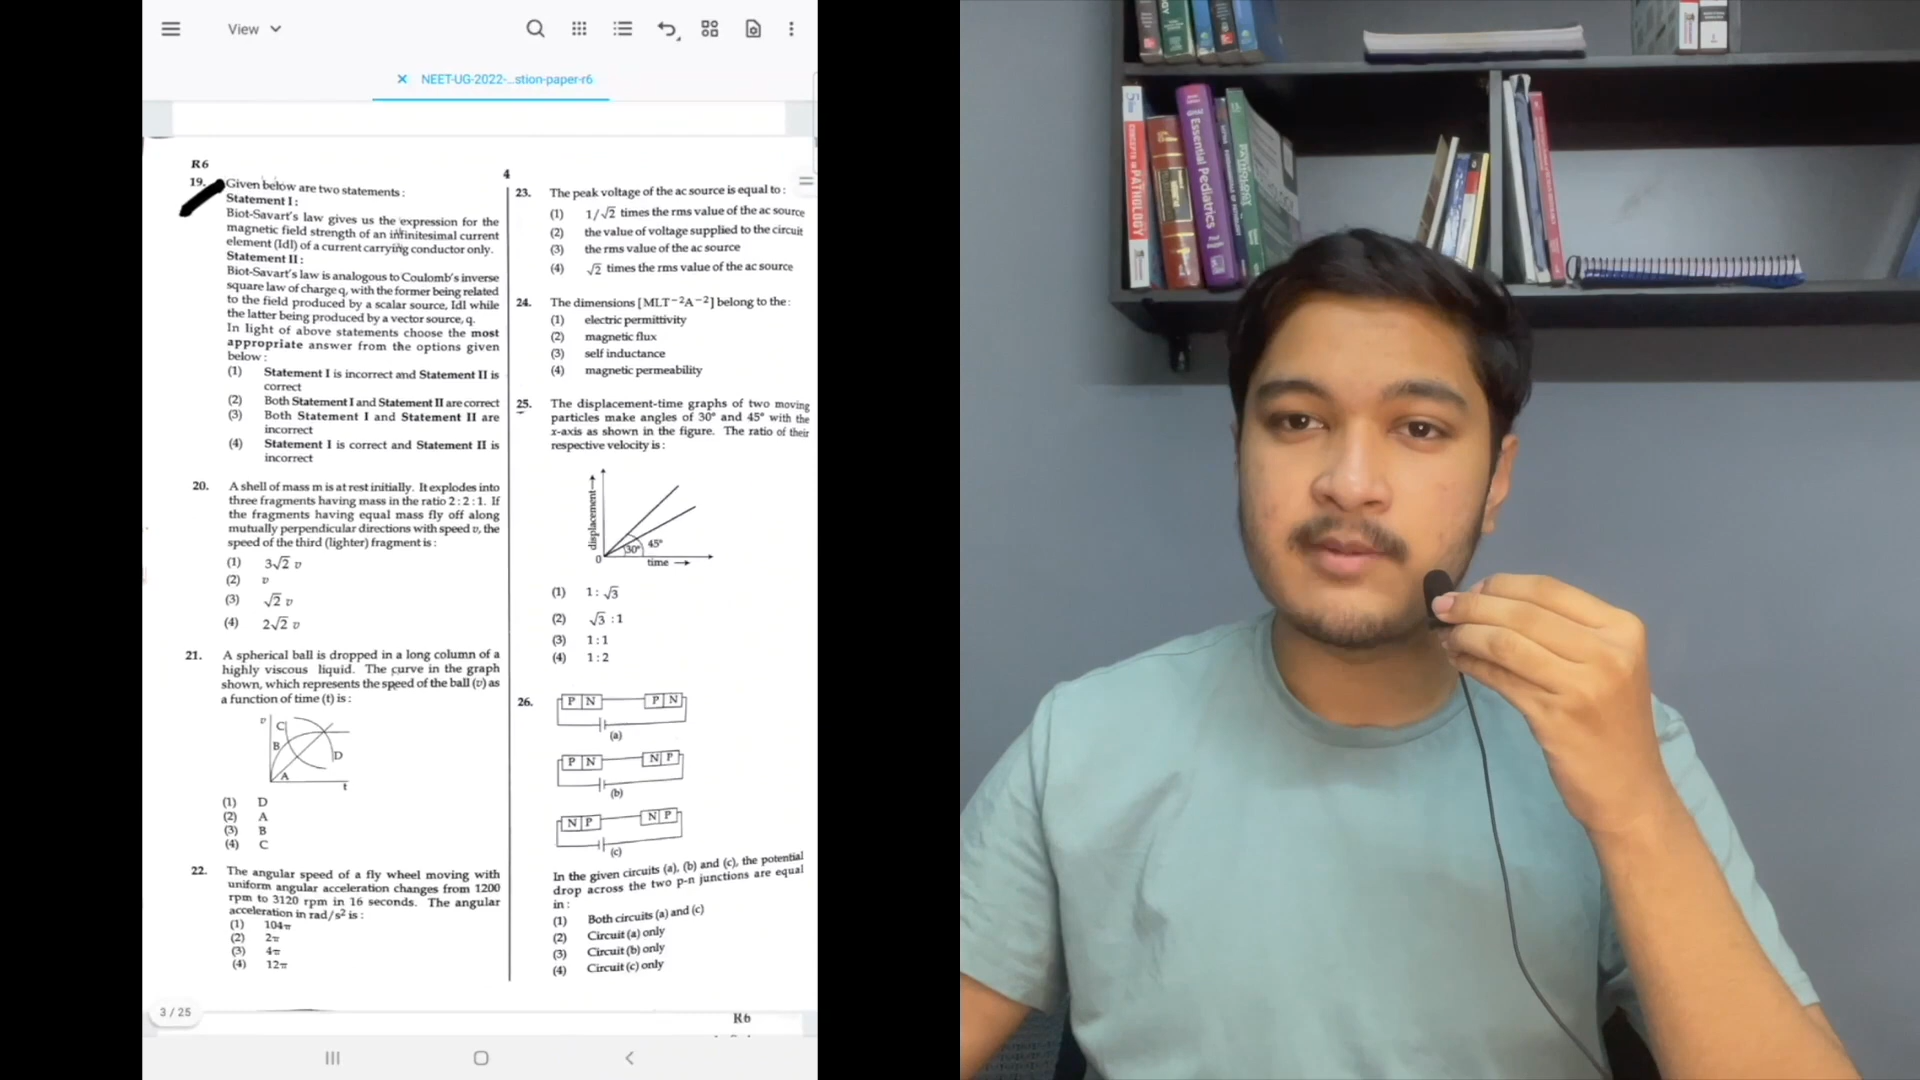 View
NEET-UG-2022-...stion-paper-r6
R6
4
19. Given below are two statements :
Statement I :
Biot-Savart's law gives us the expression for the
magnetic field strength of an infinitesimal current
element (Idl) of a current carrying conductor only.
Statement II :
Biot-Savart's law is analogous to Coulomb's inverse
square law of charge q, with the former being related
to the field produced by a scalar source, Idl while
the latter being produced by a vector source, q.
In light of above statements choose the most
appropriate answer from the options given
below :
(1) Statement I is incorrect and Statement II is
correct
(2) Both Statement I and Statement II are correct
(3) Both Statement I and Statement II are
incorrect
(4) Statement I is correct and Statement II is
incorrect
20. A shell of mass m is at rest initially. It explodes into
three fragments having mass in the ratio 2 : 2 : 1. If
the fragments having equal mass fly off along
mutually perpendicular directions with speed v, the
speed of the third (lighter) fragment is :
(1) 3√2 v
(2) v
(3) √2 v
(4) 2√2 v
21. A spherical ball is dropped in a long column of a
highly viscous liquid. The curve in the graph
shown, which represents the speed of the ball (v) as
a function of time (t) is :
v
C
B
D
A
t
(1) D
(2) A
(3) B
(4) C
22. The angular speed of a fly wheel moving with
uniform angular acceleration changes from 1200
rpm to 3120 rpm in 16 seconds. The angular
acceleration in rad/s² is :
(1) 104π
(2) 2π
(3) 4π
(4) 12π
23. The peak voltage of the ac source is equal to :
(1) 1/√2 times the rms value of the ac source
(2) the value of voltage supplied to the circuit
(3) the rms value of the ac source
(4) √2 times the rms value of the ac source
24. The dimensions [MLT⁻²A⁻²] belong to the :
(1) electric permittivity
(2) magnetic flux
(3) self inductance
(4) magnetic permeability
25. The displacement-time graphs of two moving
particles make angles of 30° and 45° with the
x-axis as shown in the figure. The ratio of their
respective velocity is :
displacement→
45°
30°
0
time →
(1) 1 : √3
(2) √3 : 1
(3) 1 : 1
(4) 1 : 2
26. P N P N
(a)
P N N P
(b)
N P N P
(c)
In the given circuits (a), (b) and (c), the potential
drop across the two p-n junctions are equal
in :
(1) Both circuits (a) and (c)
(2) Circuit (a) only
(3) Circuit (b) only
(4) Circuit (c) only
3 / 25
R6
CONCEPTS in PATHOLOGY
Essential Pediatrics
PATHOLOGY